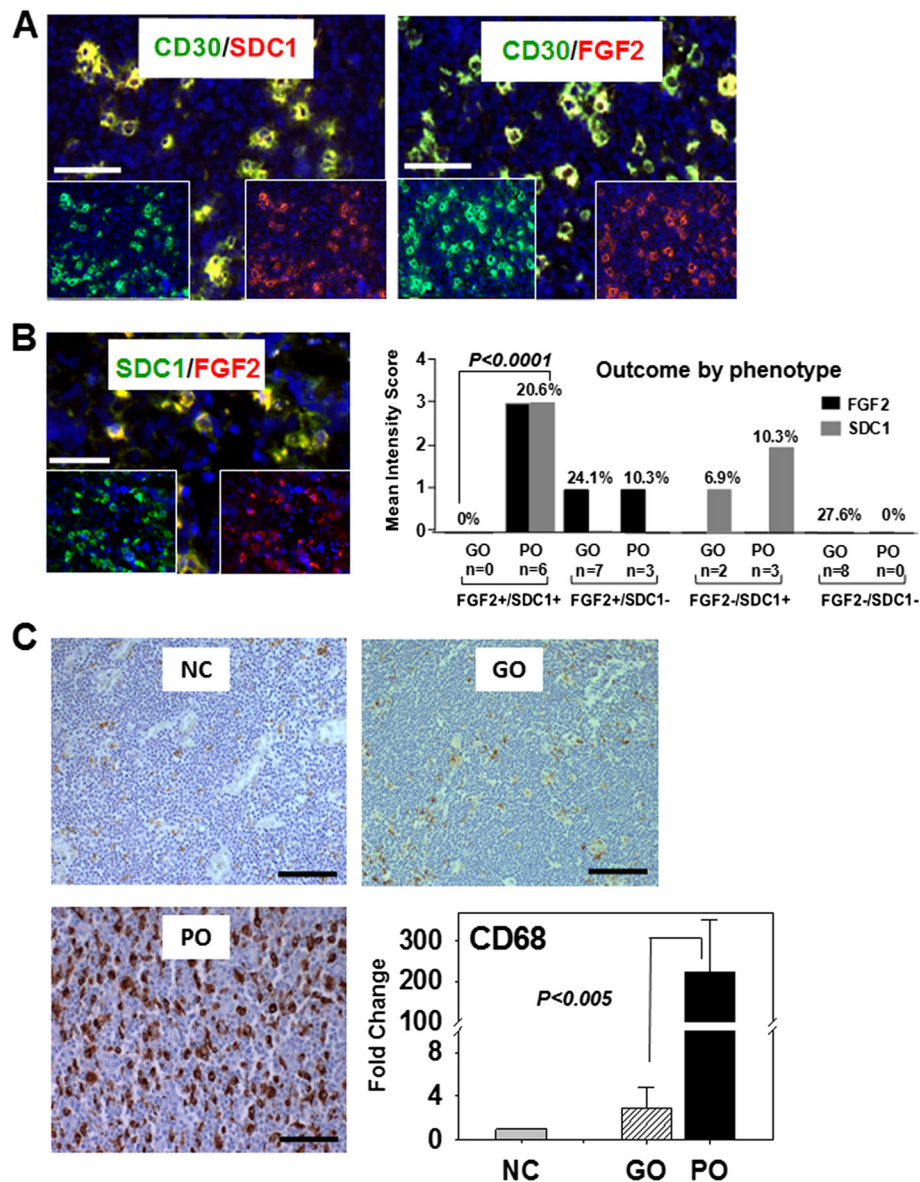 A
CD30/SDC1
CD30/FGF2
B
SDC1/FGF2
Outcome by phenotype
P<0.0001
FGF2
SDC1
Mean Intensity Score
4
3
2
1
0
0%
20.6%
24.1%
10.3%
6.9%
10.3%
27.6%
0%
GO PO GO PO GO PO GO PO
n=0 n=6 n=7 n=3 n=2 n=3 n=8 n=0
FGF2+/SDC1+ FGF2+/SDC1- FGF2-/SDC1+ FGF2-/SDC1-
C
NC
GO
PO
CD68
P<0.005
Fold Change
300
200
100
8
4
0
NC GO PO